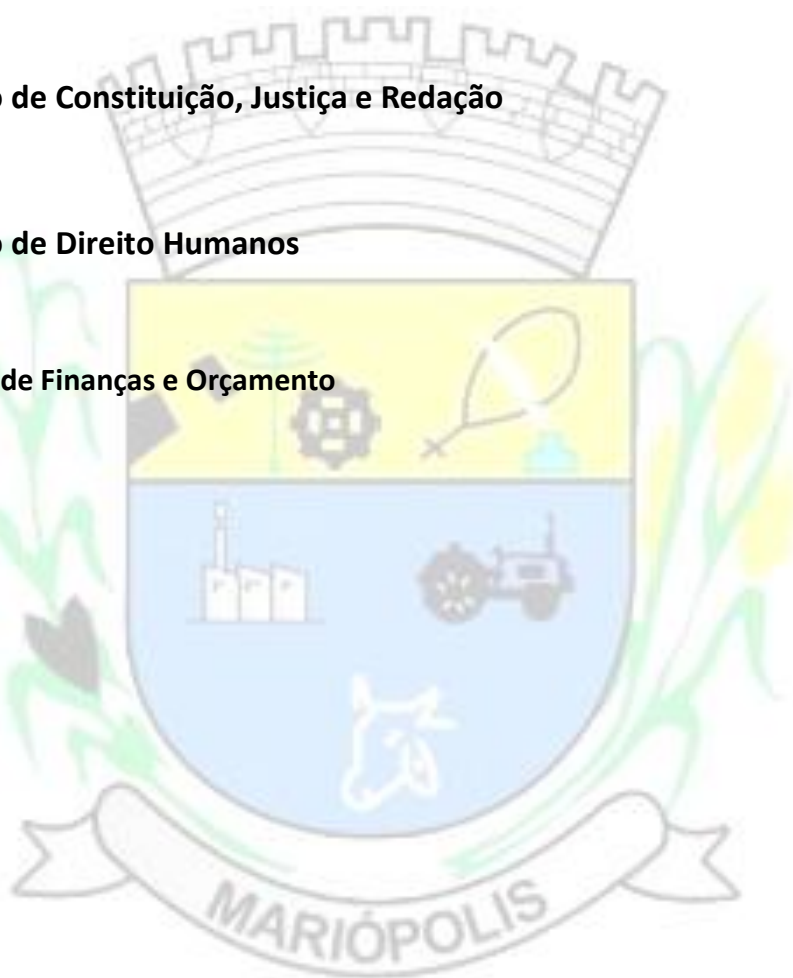 o de Constituição, Justiça e Redação
o de Direito Humanos
de Finanças e Orçamento
MARIÓPOLIS